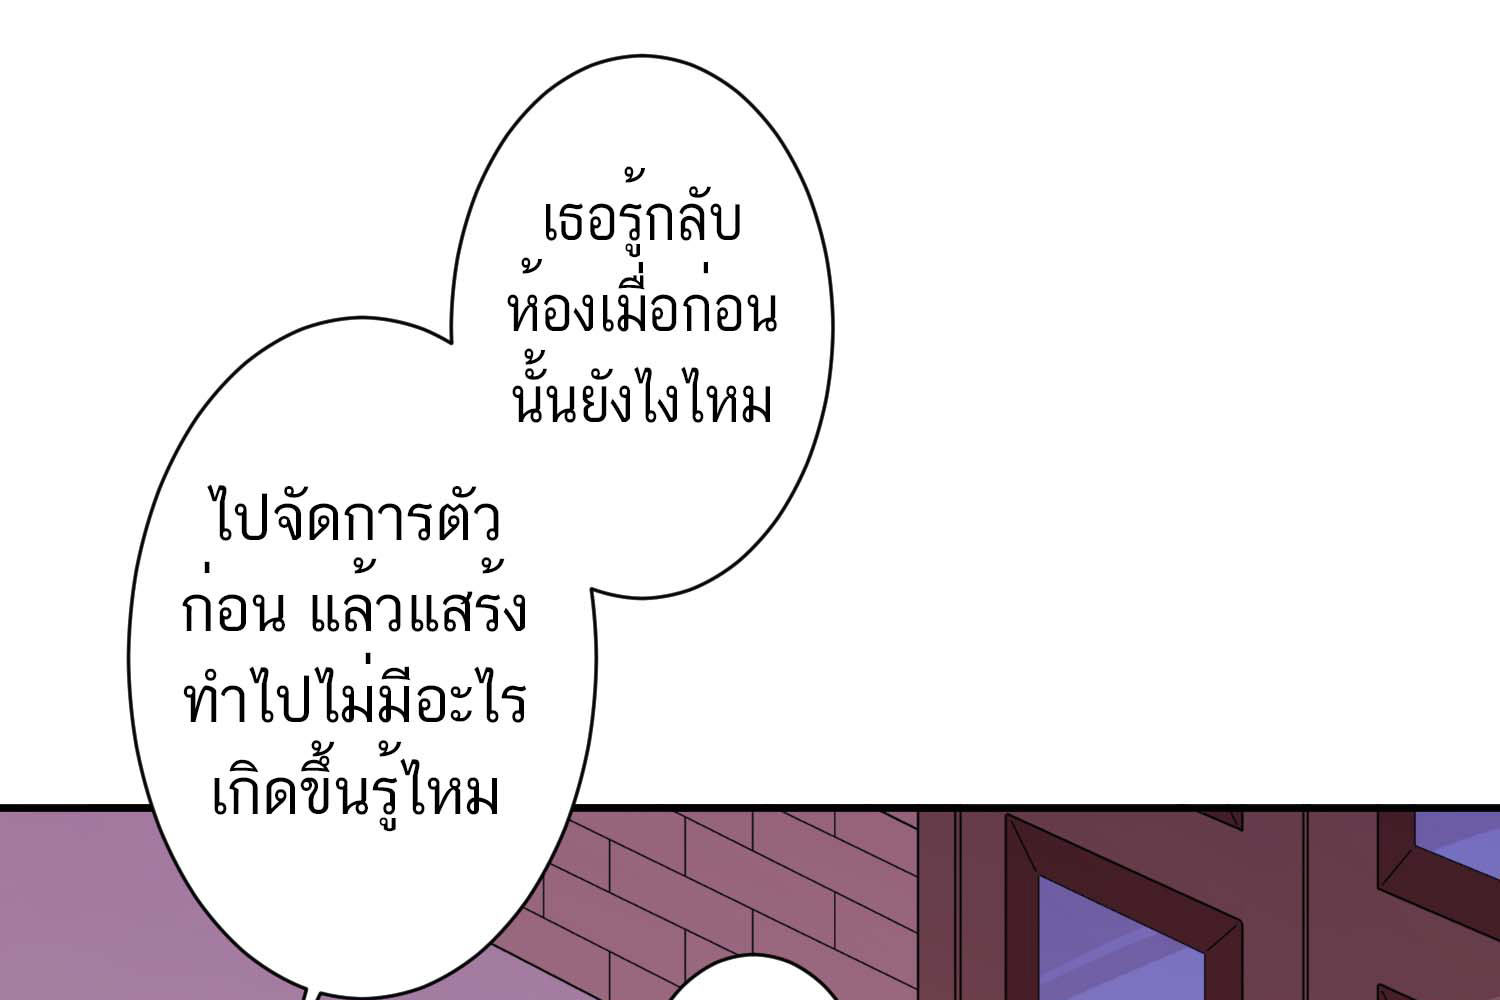 เธอรู้กลับ
ห้องเมื่อก่อน
นั้นยังไงไหม
ไปจัดการตัว
ก่อน แล้วแสร้ง
ทำไปไม่มีอะไร
เกิดขึ้นรู้ไหม